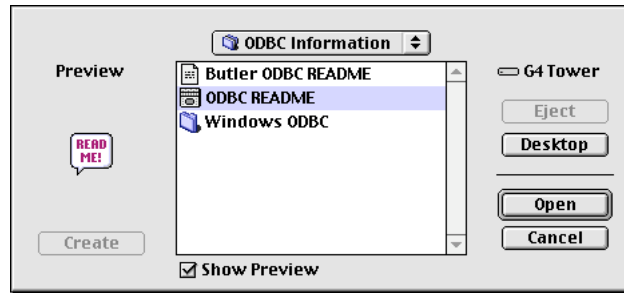 ODBC Information
Preview
Butler ODBC README
ODBC README
Windows ODBC
READ
ME!
Create
Show Preview
G4 Tower
Eject
Desktop
Open
Cancel